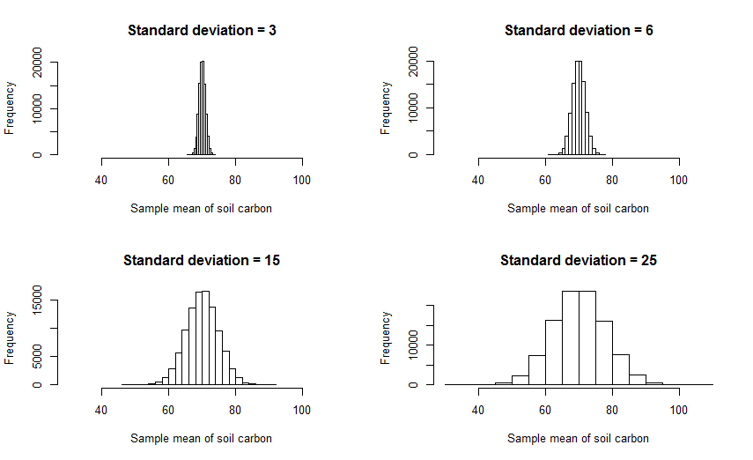 Standard deviation = 3
Frequency
20000
10000
0
40 60 80 100
Sample mean of soil carbon
Standard deviation = 6
Frequency
20000
10000
0
40 60 80 100
Sample mean of soil carbon
Standard deviation = 15
Frequency
15000
5000
0
40 60 80 100
Sample mean of soil carbon
Standard deviation = 25
Frequency
10000
0
40 60 80 100
Sample mean of soil carbon